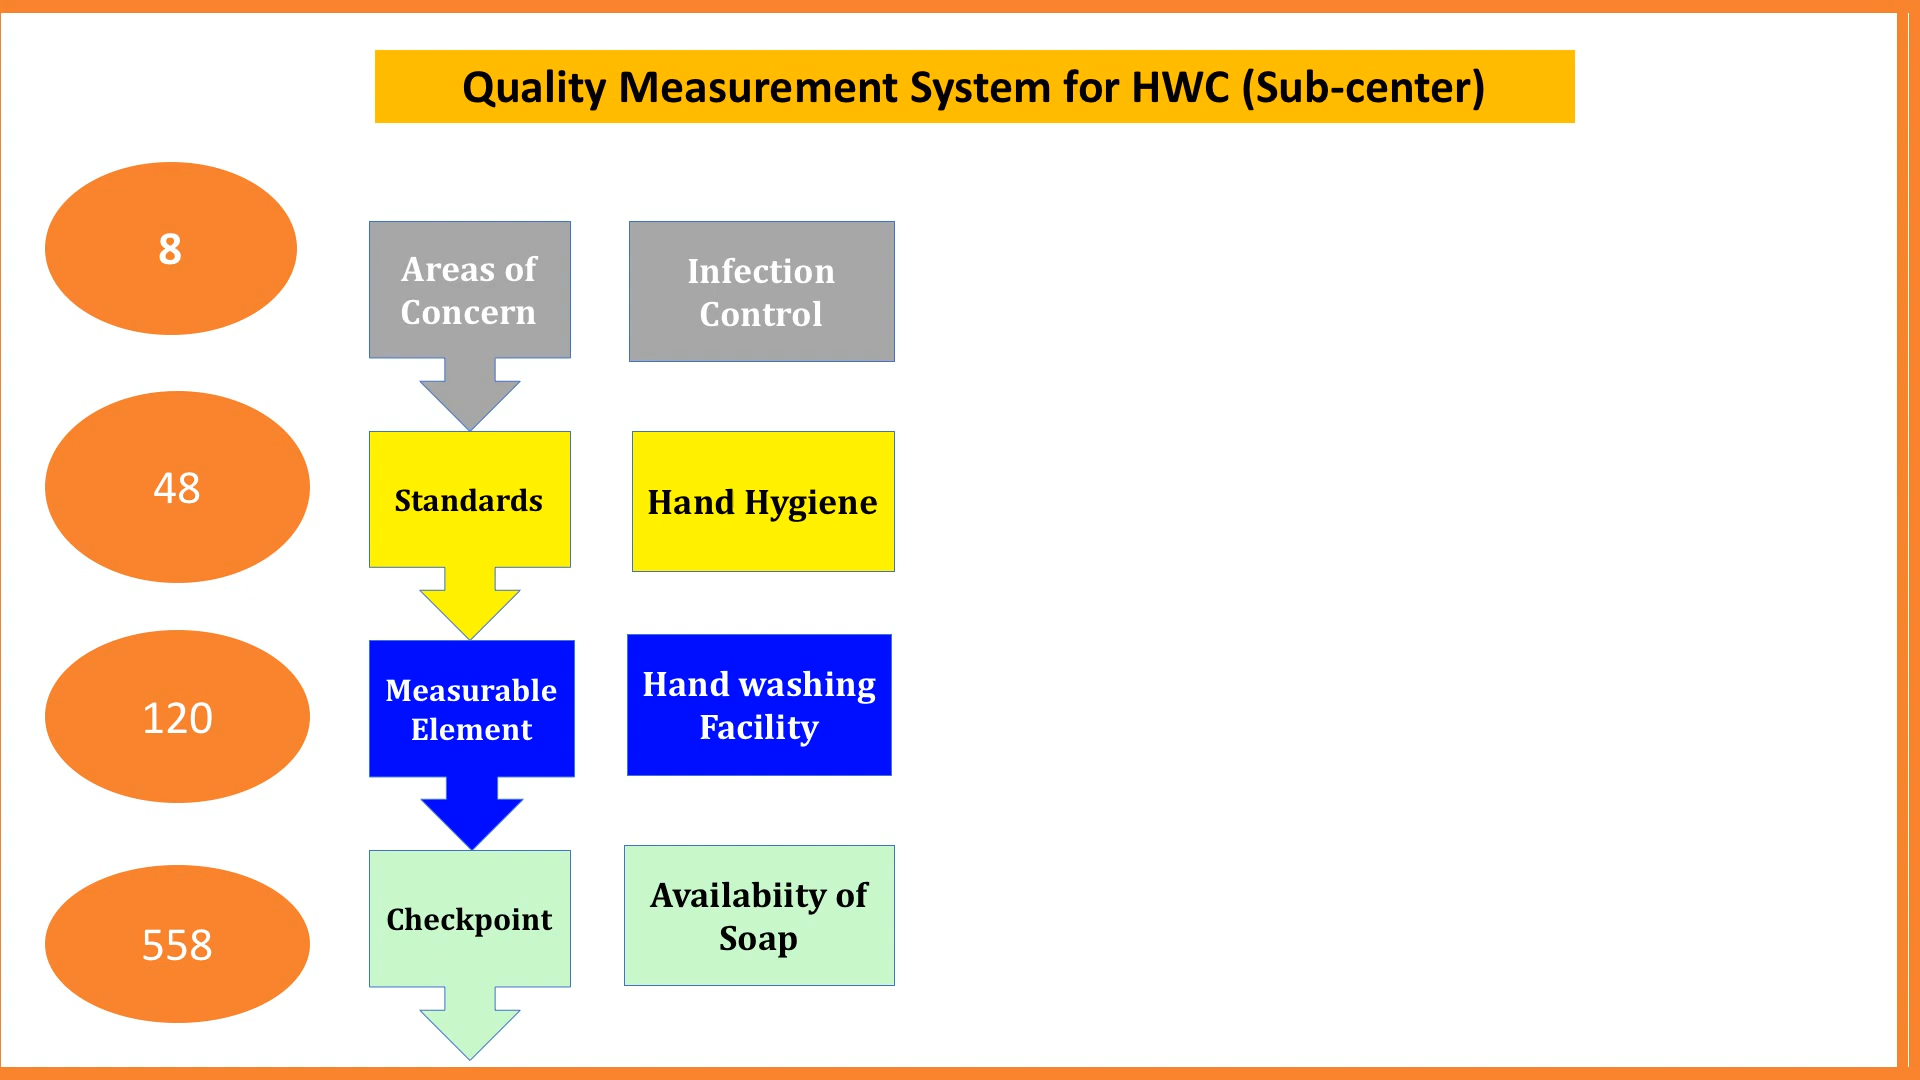 Quality Measurement System for HWC (Sub-center)
8
Areas of
Concern
Infection
Control
48
Standards
Hand Hygiene
120
Measurable
Element
Hand washing
Facility
558
Checkpoint
Availabiity of
Soap